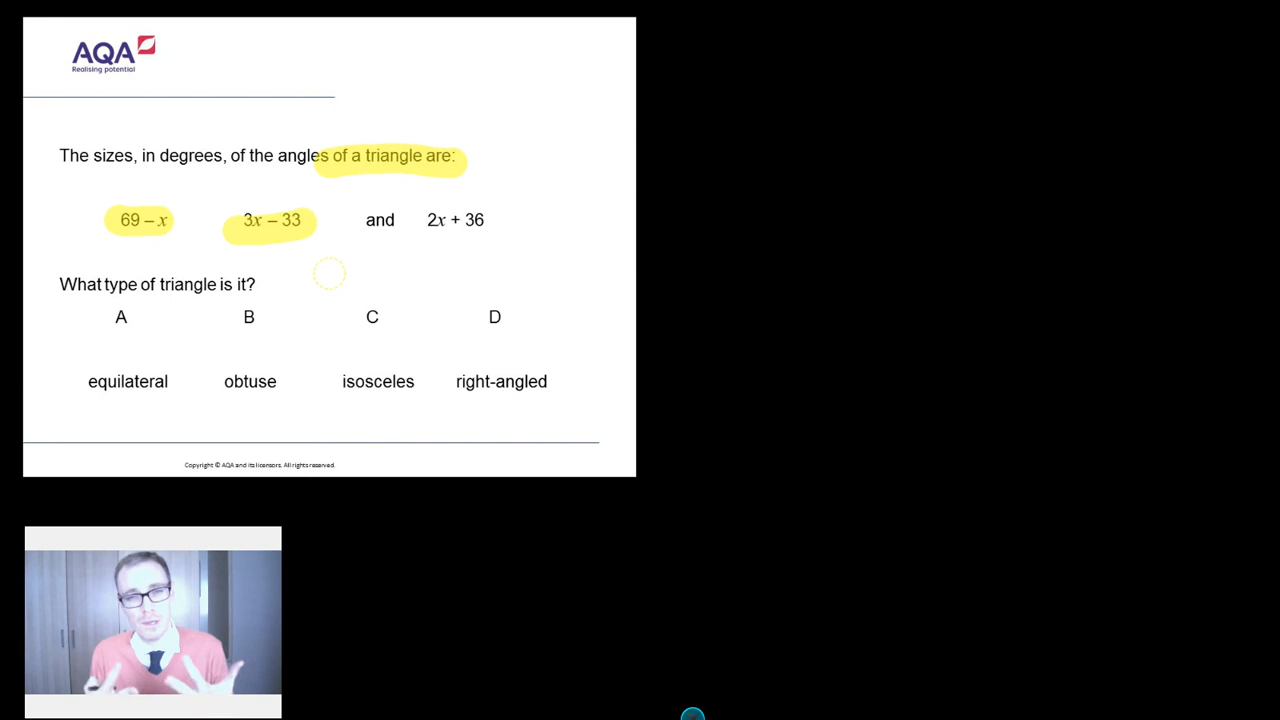 AQA
Realising potential
The sizes, in degrees, of the angles of a triangle are:
69 – x 3x – 33 and 2x + 36
What type of triangle is it?
A B C D
equilateral obtuse isosceles right-angled
Copyright © AQA and its licensors. All rights reserved.